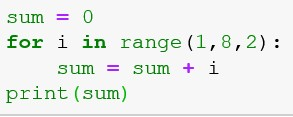 sum = 0
for i in range(1,8,2):
    sum = sum + i
print(sum)